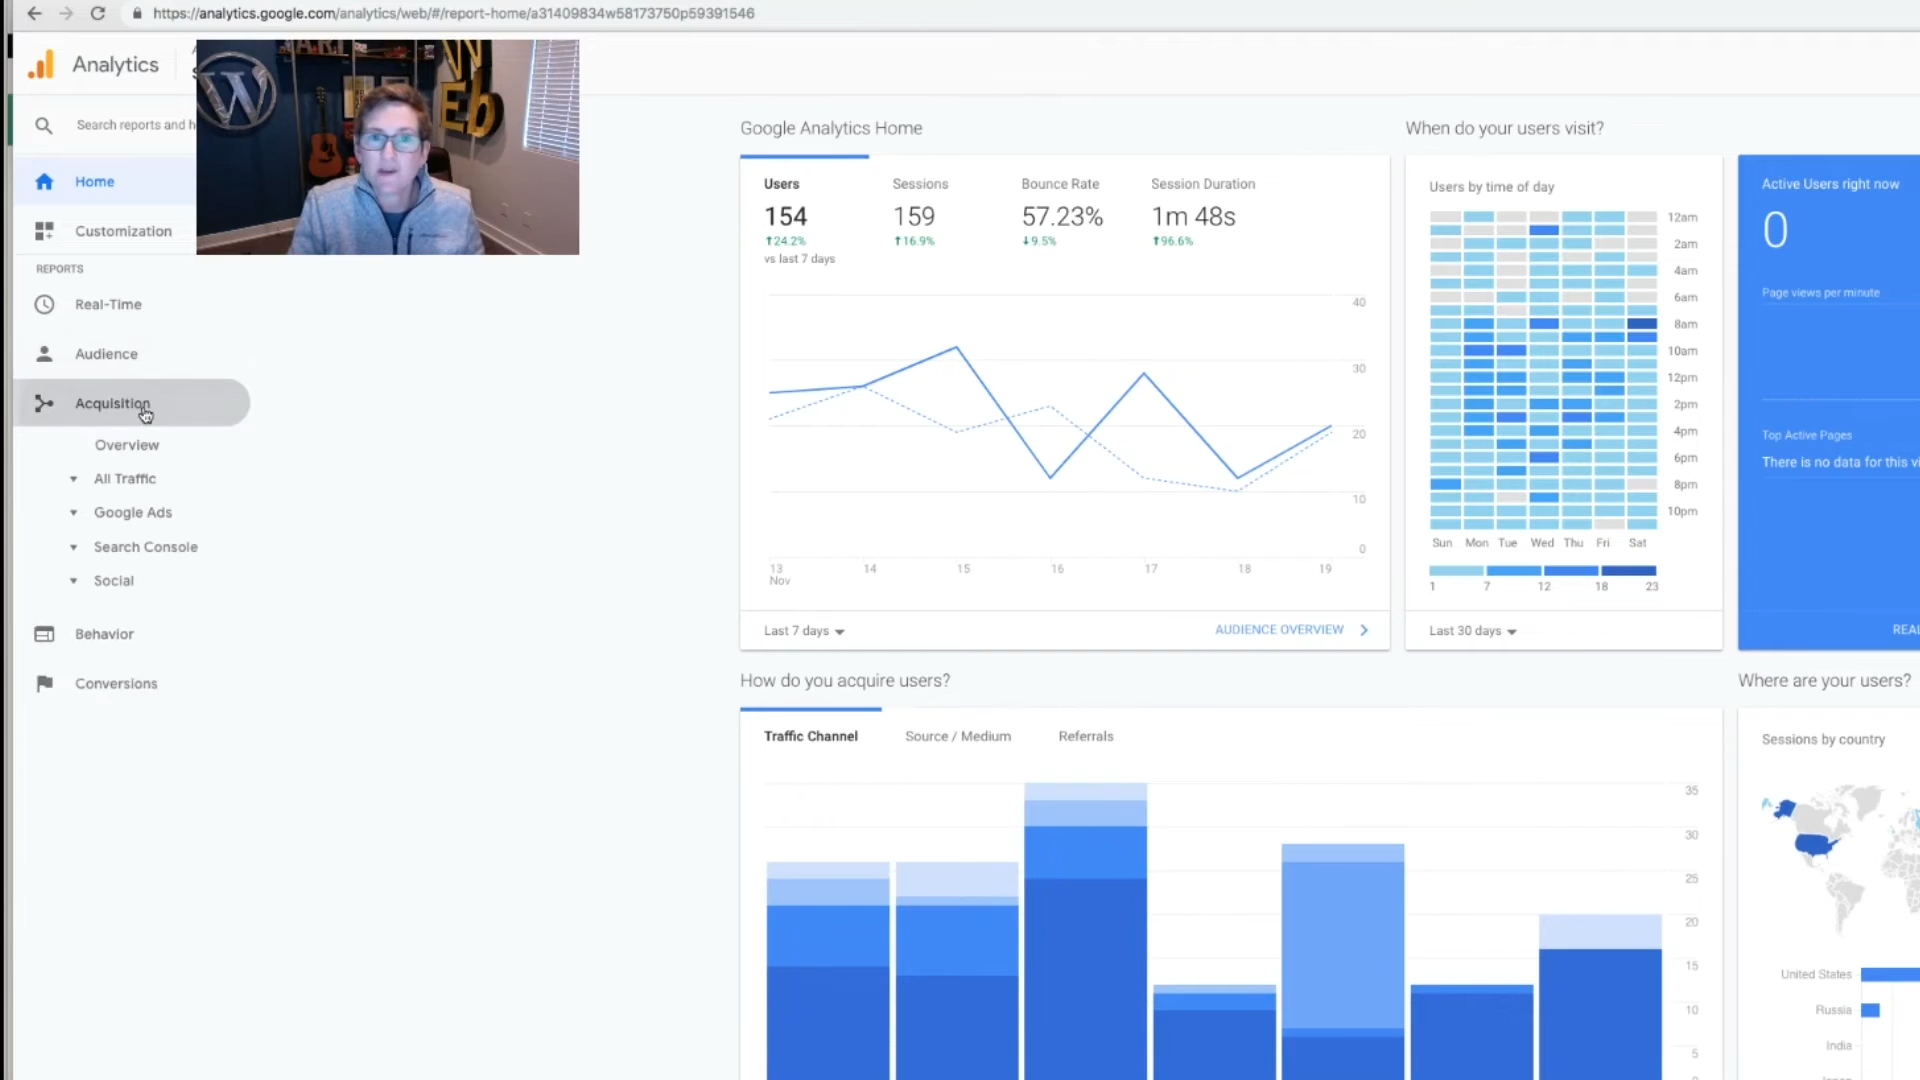 https://analytics.google.com/analytics/web/#/report-home/a31409834w58173750p59391546
Analytics
Search reports and h
Home
Customization
REPORTS
Real-Time
Audience
Acquisition
Overview
All Traffic
Google Ads
Search Console
Social
Behavior
Conversions
W
Eb
Google Analytics Home
Users
154
24.2%
vs last 7 days
Sessions
159
16.9%
Bounce Rate
57.23%
9.5%
Session Duration
1m 48s
96.6%
40
30
20
10
0
13 14 15 16 17 18 19
Nov
Last 7 days
AUDIENCE OVERVIEW
When do your users visit?
Users by time of day
12am
2am
4am
6am
8am
10am
12pm
2pm
4pm
6pm
8pm
10pm
Sun Mon Tue Wed Thu Fri Sat
1 7 12 18 23
Last 30 days
Active Users right now
0
Page views per minute
Top Active Pages
There is no data for this vi
REAL
How do you acquire users?
Traffic Channel
Source / Medium
Referrals
35
30
25
20
15
10
5
Where are your users?
Sessions by country
United States
Russia
India